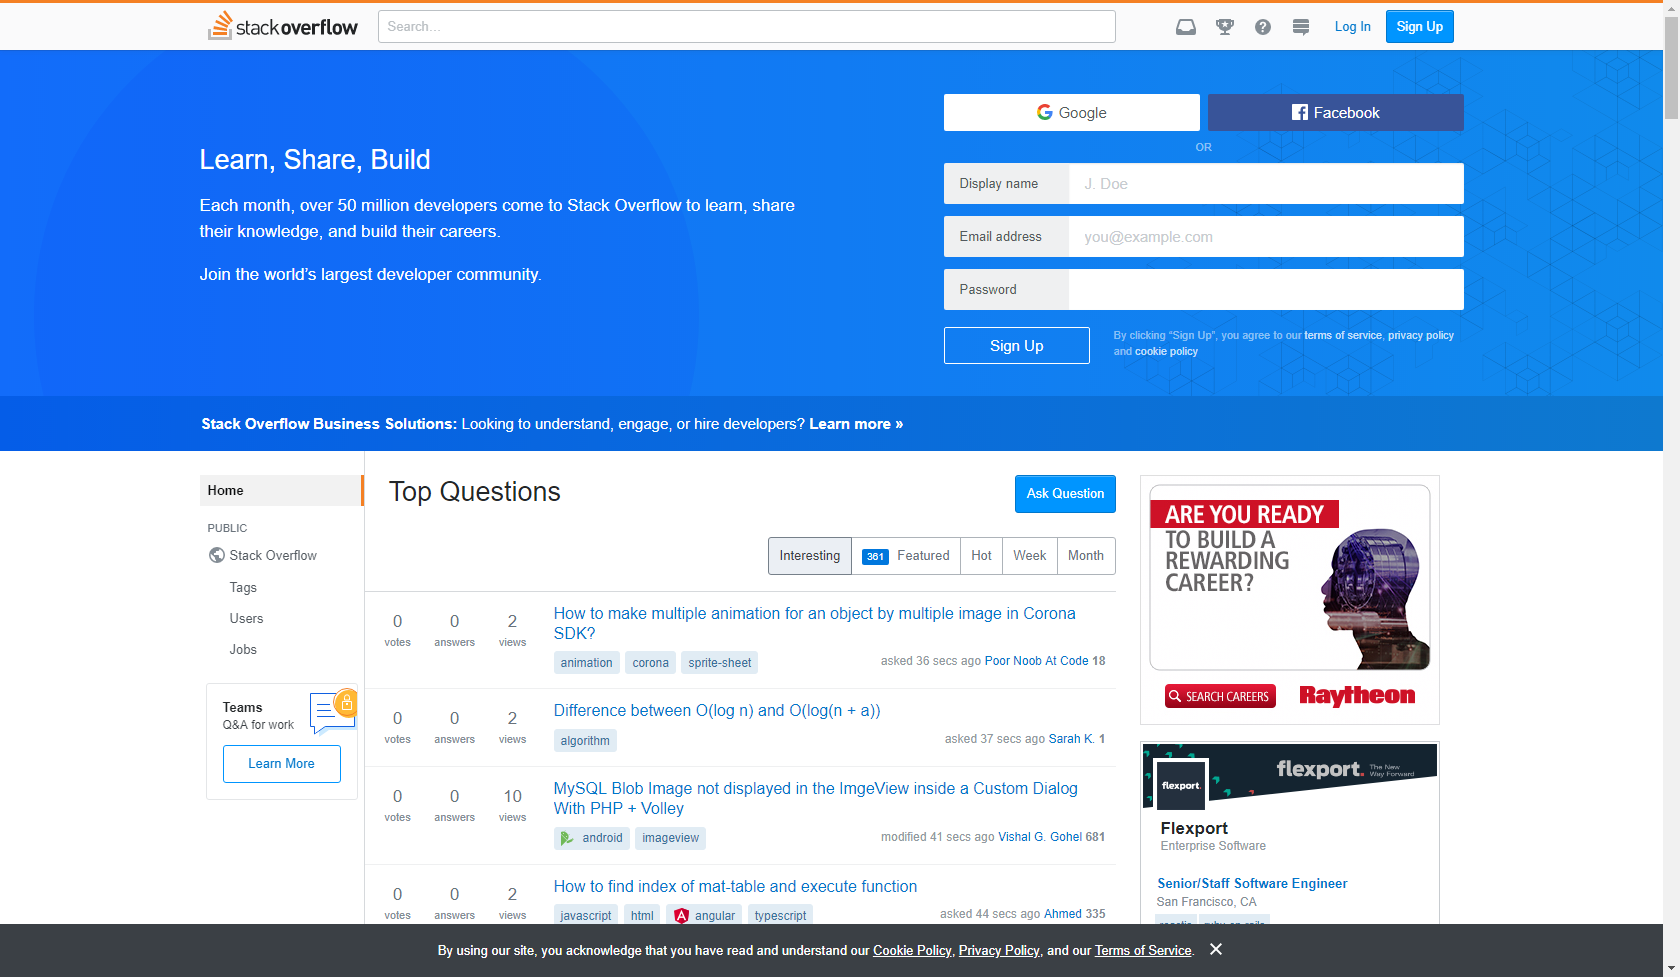 stackoverflow
Search...
Log In
Sign Up
Learn, Share, Build
Each month, over 50 million developers come to Stack Overflow to learn, share
their knowledge, and build their careers.
Join the world's largest developer community.
Google
Facebook
OR
Display name
J. Doe
Email address
you@example.com
Password
Sign Up
By clicking "Sign Up", you agree to our terms of service, privacy policy
and cookie policy
Stack Overflow Business Solutions: Looking to understand, engage, or hire developers? Learn more »
Home
PUBLIC
Stack Overflow
Tags
Users
Jobs
Teams
Q&A for work
Learn More
Top Questions
Ask Question
Interesting
361 Featured
Hot
Week
Month
0 votes
0 answers
2 views
How to make multiple animation for an object by multiple image in Corona
SDK?
animation corona sprite-sheet
asked 36 secs ago Poor Noob At Code 18
0 votes
0 answers
2 views
Difference between O(log n) and O(log(n + a))
algorithm
asked 37 secs ago Sarah K. 1
0 votes
0 answers
10 views
MySQL Blob Image not displayed in the ImgeView inside a Custom Dialog
With PHP + Volley
android imageview
modified 41 secs ago Vishal G. Gohel 681
0 votes
0 answers
2 views
How to find index of mat-table and execute function
javascript html angular typescript
asked 44 secs ago Ahmed 335
ARE YOU READY
TO BUILD A
REWARDING
CAREER?
SEARCH CAREERS
Raytheon
flexport.
The New
Way Forward
flexport.
Flexport
Enterprise Software
Senior/Staff Software Engineer
San Francisco, CA
By using our site, you acknowledge that you have read and understand our Cookie Policy, Privacy Policy, and our Terms of Service.